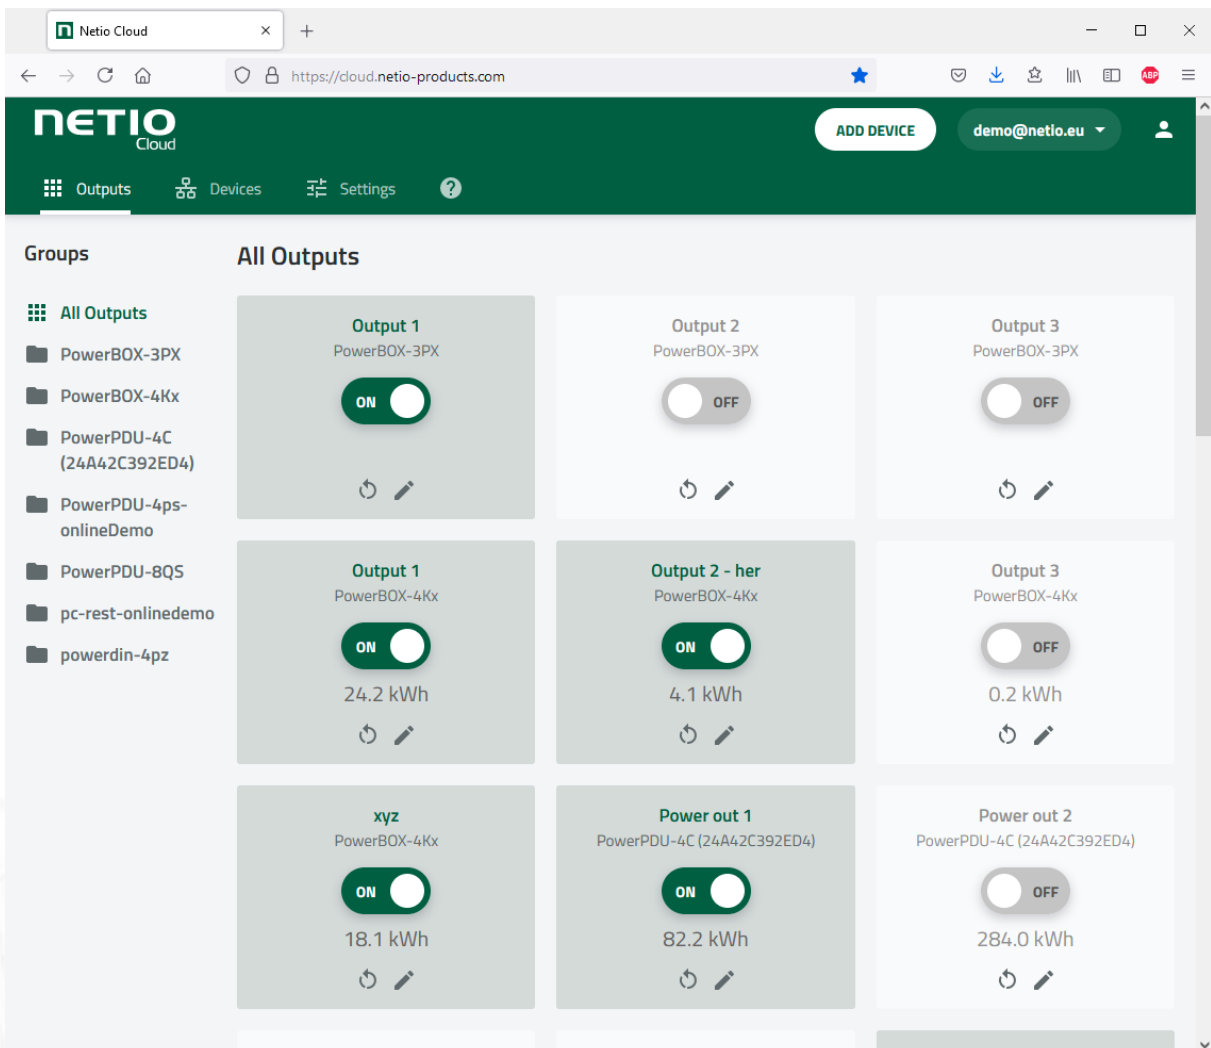 Netio Cloud
https://cloud.netio-products.com
ABP
NETIO
Cloud
ADD DEVICE
demo@netio.eu
Outputs
Devices
Settings
?
Groups
All Outputs
PowerBOX-3PX
PowerBOX-4Kx
PowerPDU-4C
(24A42C392ED4)
PowerPDU-4ps-
onlineDemo
PowerPDU-8QS
pc-rest-onlinedemo
powerdin-4pz
All Outputs
Output 1
PowerBOX-3PX
ON
Output 2
PowerBOX-3PX
OFF
Output 3
PowerBOX-3PX
OFF
Output 1
PowerBOX-4Kx
ON
24.2 kWh
Output 2 - her
PowerBOX-4Kx
ON
4.1 kWh
Output 3
PowerBOX-4Kx
OFF
0.2 kWh
xyz
PowerBOX-4Kx
ON
18.1 kWh
Power out 1
PowerPDU-4C (24A42C392ED4)
ON
82.2 kWh
Power out 2
PowerPDU-4C (24A42C392ED4)
OFF
284.0 kWh